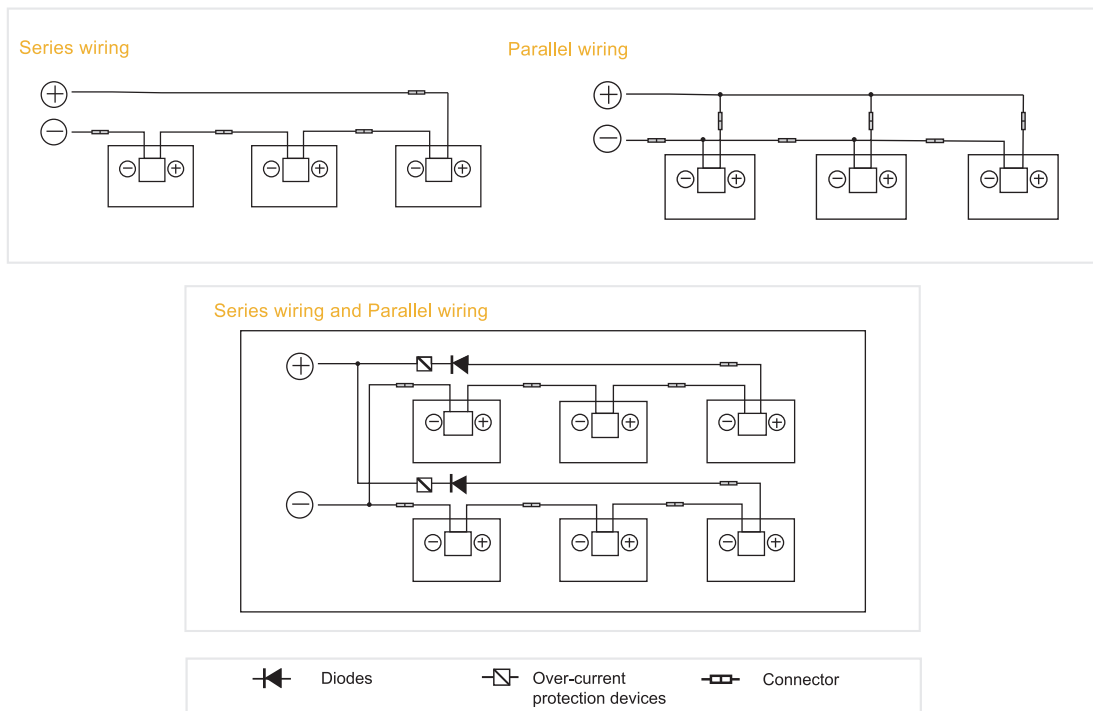 Series wiring
Parallel wiring
Series wiring and Parallel wiring
Diodes
Over-current
protection devices
Connector